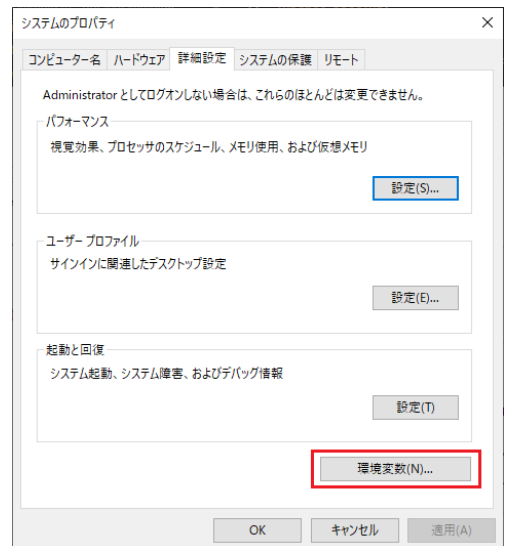 システムのプロパティ
コンピューター名 ハードウェア 詳細設定 システムの保護 リモート
Administrator としてログオンしない場合は、これらのほとんどは変更できません。
パフォーマンス
視覚効果、プロセッサのスケジュール、メモリ使用、および仮想メモリ
設定(S)...
ユーザー プロファイル
サインインに関連したデスクトップ設定
設定(E)...
起動と回復
システム起動、システム障害、およびデバッグ情報
設定(T)
環境変数(N)...
OK キャンセル 適用(A)